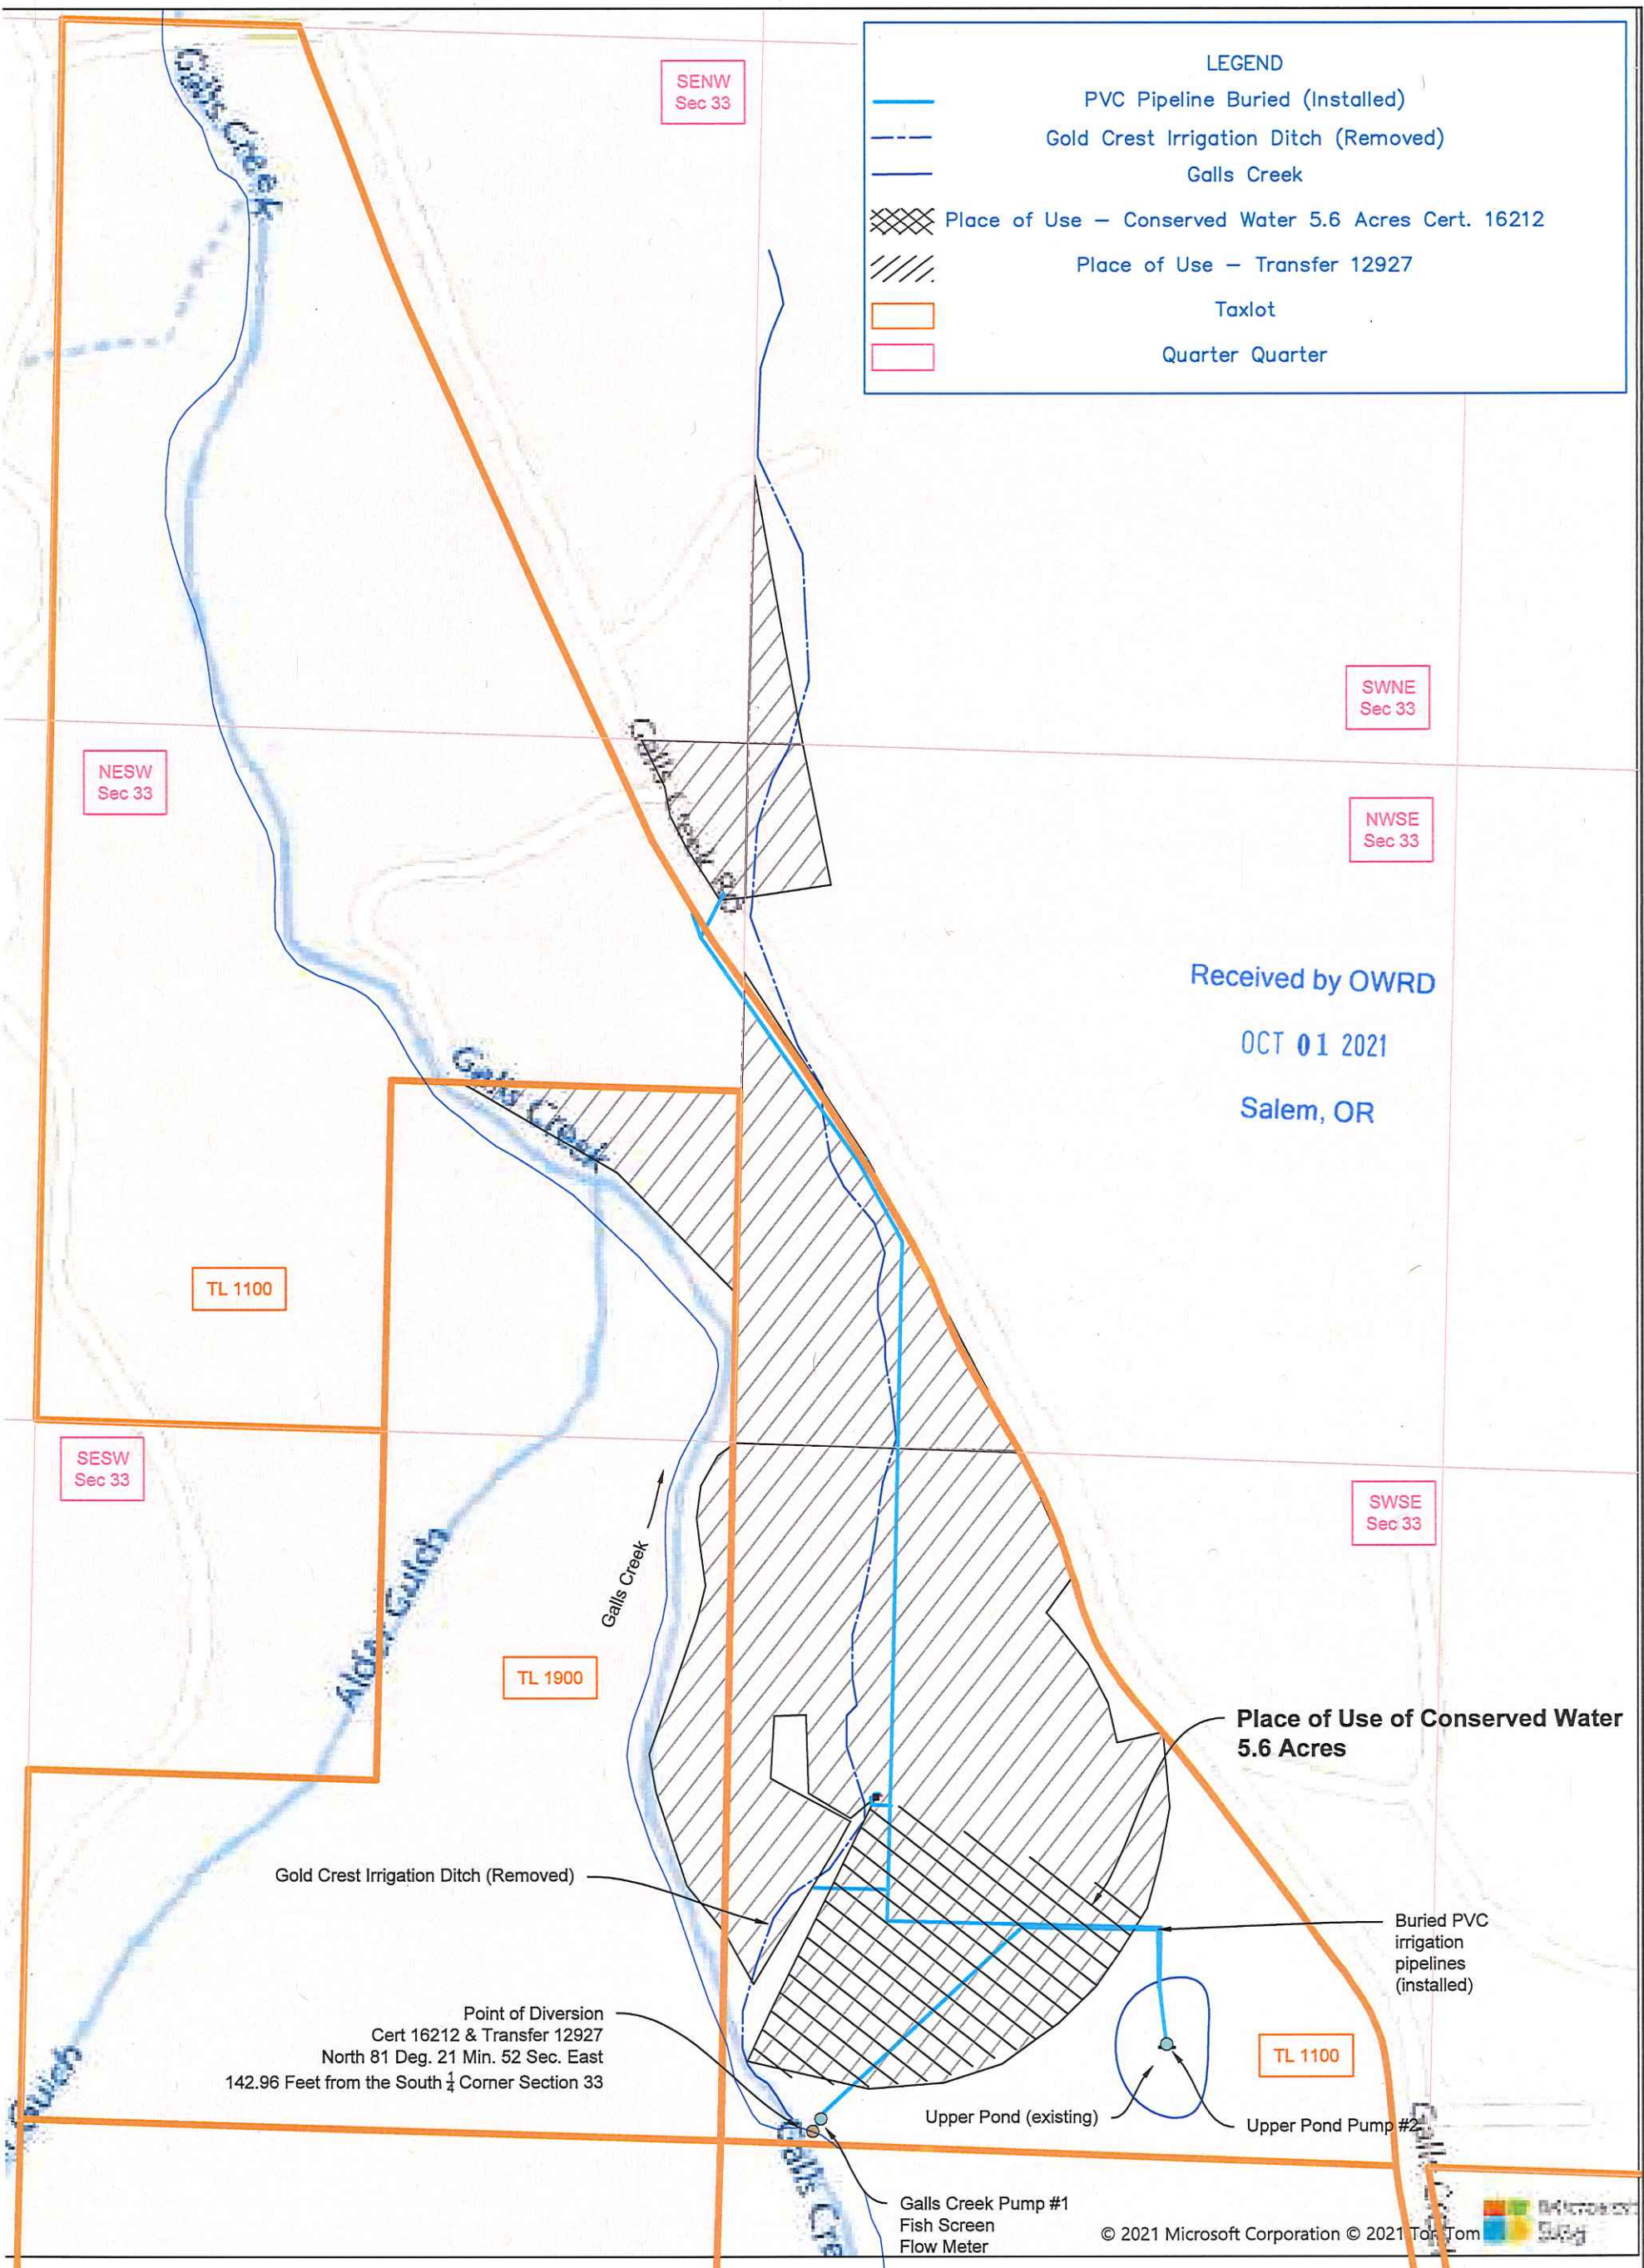 LEGEND
PVC Pipeline Buried (Installed)
Gold Crest Irrigation Ditch (Removed)
Galls Creek
Place of Use – Conserved Water 5.6 Acres Cert. 16212
Place of Use – Transfer 12927
Taxlot
Quarter Quarter
Galls Creek
SENW
Sec 33
SWNE
Sec 33
NESW
Sec 33
NWSE
Sec 33
Received by OWRD
OCT 01 2021
Salem, OR
Galls Creek
TL 1100
SESW
Sec 33
SWSE
Sec 33
Galls Creek
Alder Gulch
TL 1900
Place of Use of Conserved Water
5.6 Acres
Gold Crest Irrigation Ditch (Removed)
Buried PVC
irrigation
pipelines
(installed)
Point of Diversion
Cert 16212 & Transfer 12927
North 81 Deg. 21 Min. 52 Sec. East
142.96 Feet from the South 1/4 Corner Section 33
TL 1100
Upper Pond (existing)
Upper Pond Pump #2
Gulch
Galls Cre
Galls Creek Pump #1
Fish Screen
Flow Meter
© 2021 Microsoft Corporation © 2021 TomTom
Microsoft
Bing